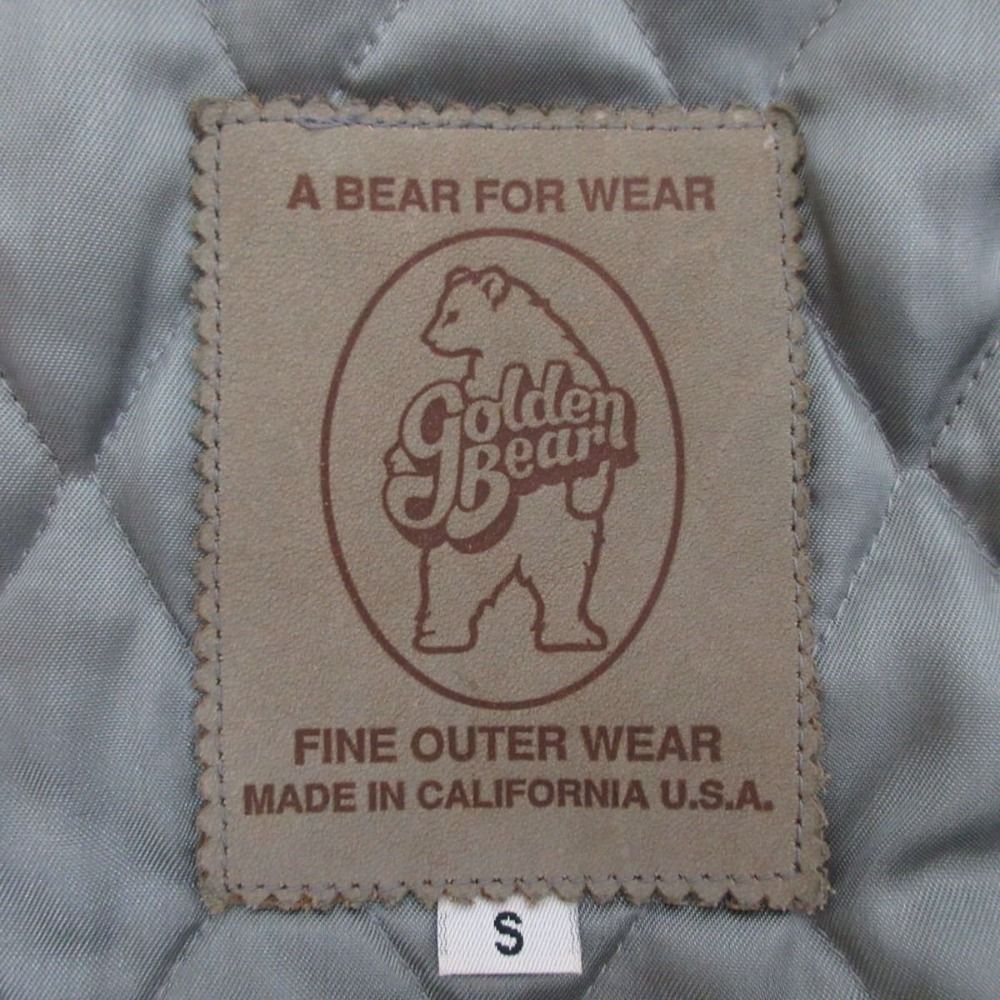 A BEAR FOR WEAR
Golden
Bear
FINE OUTER WEAR
MADE IN CALIFORNIA U.S.A.
S